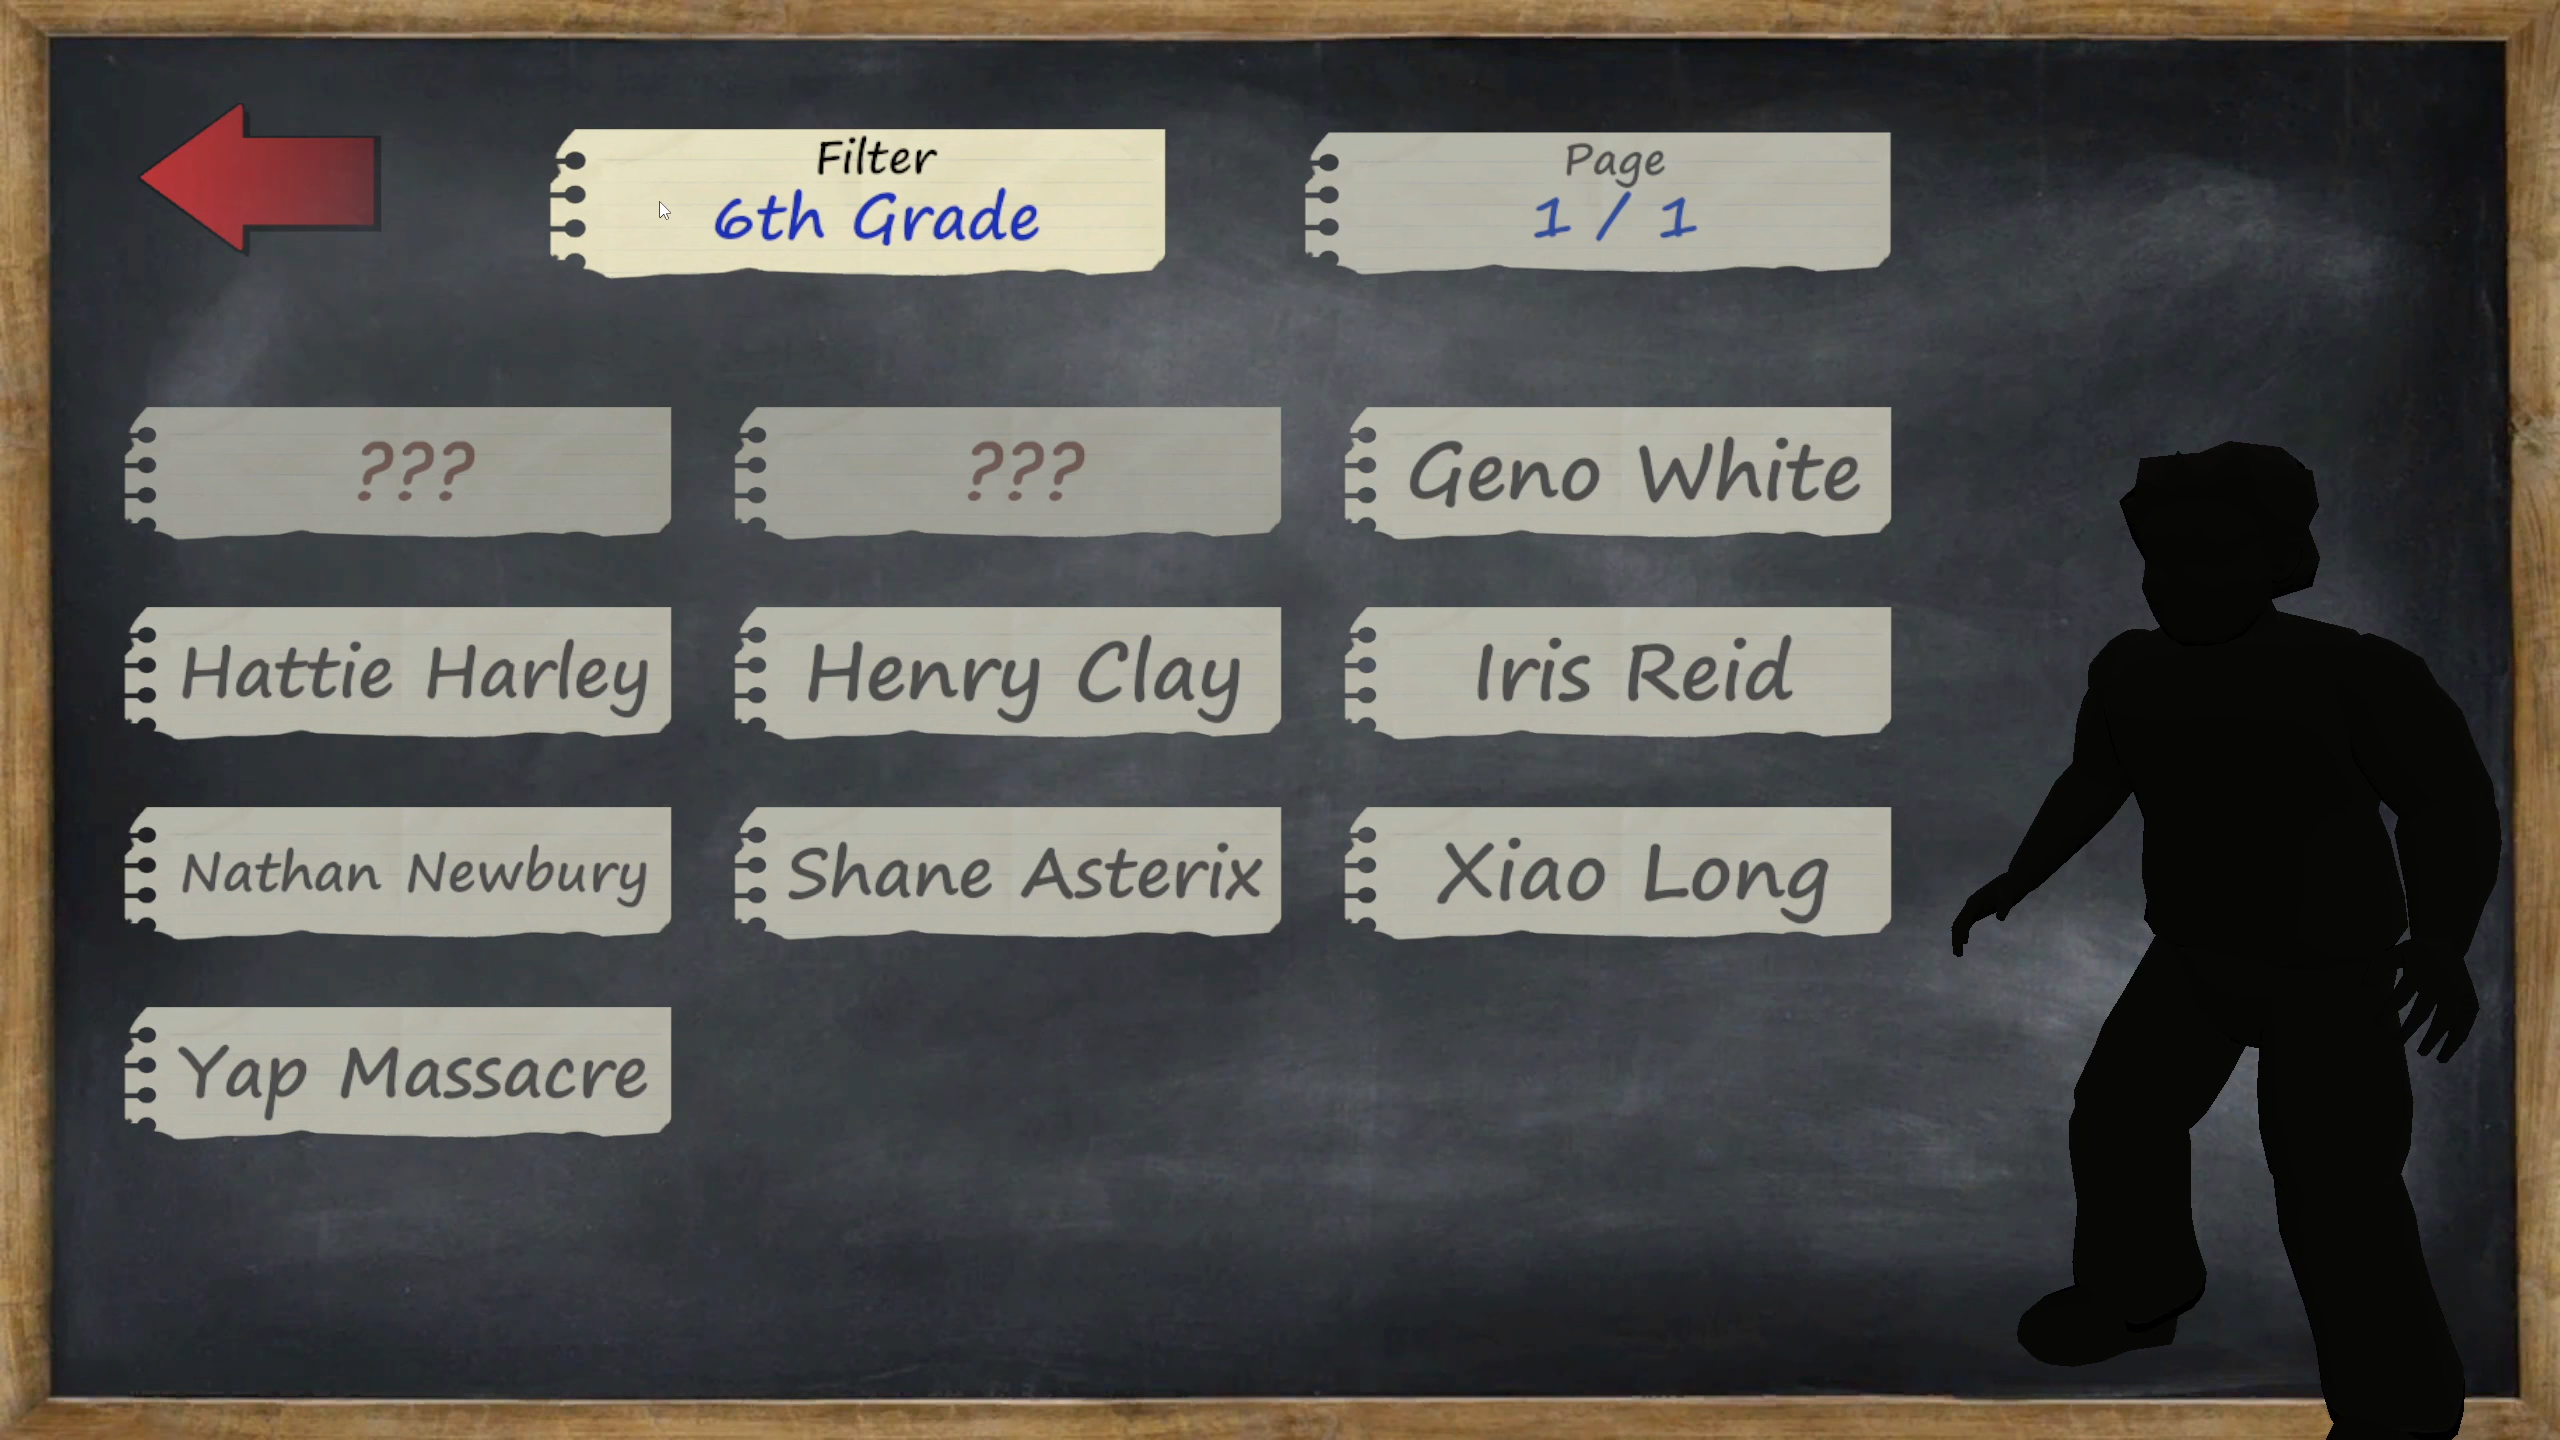 Filter
6th Grade
Page
1 / 1
???
???
Geno White
Hattie Harley
Henry Clay
Iris Reid
Nathan Newbury
Shane Asterix
Xiao Long
Yap Massacre